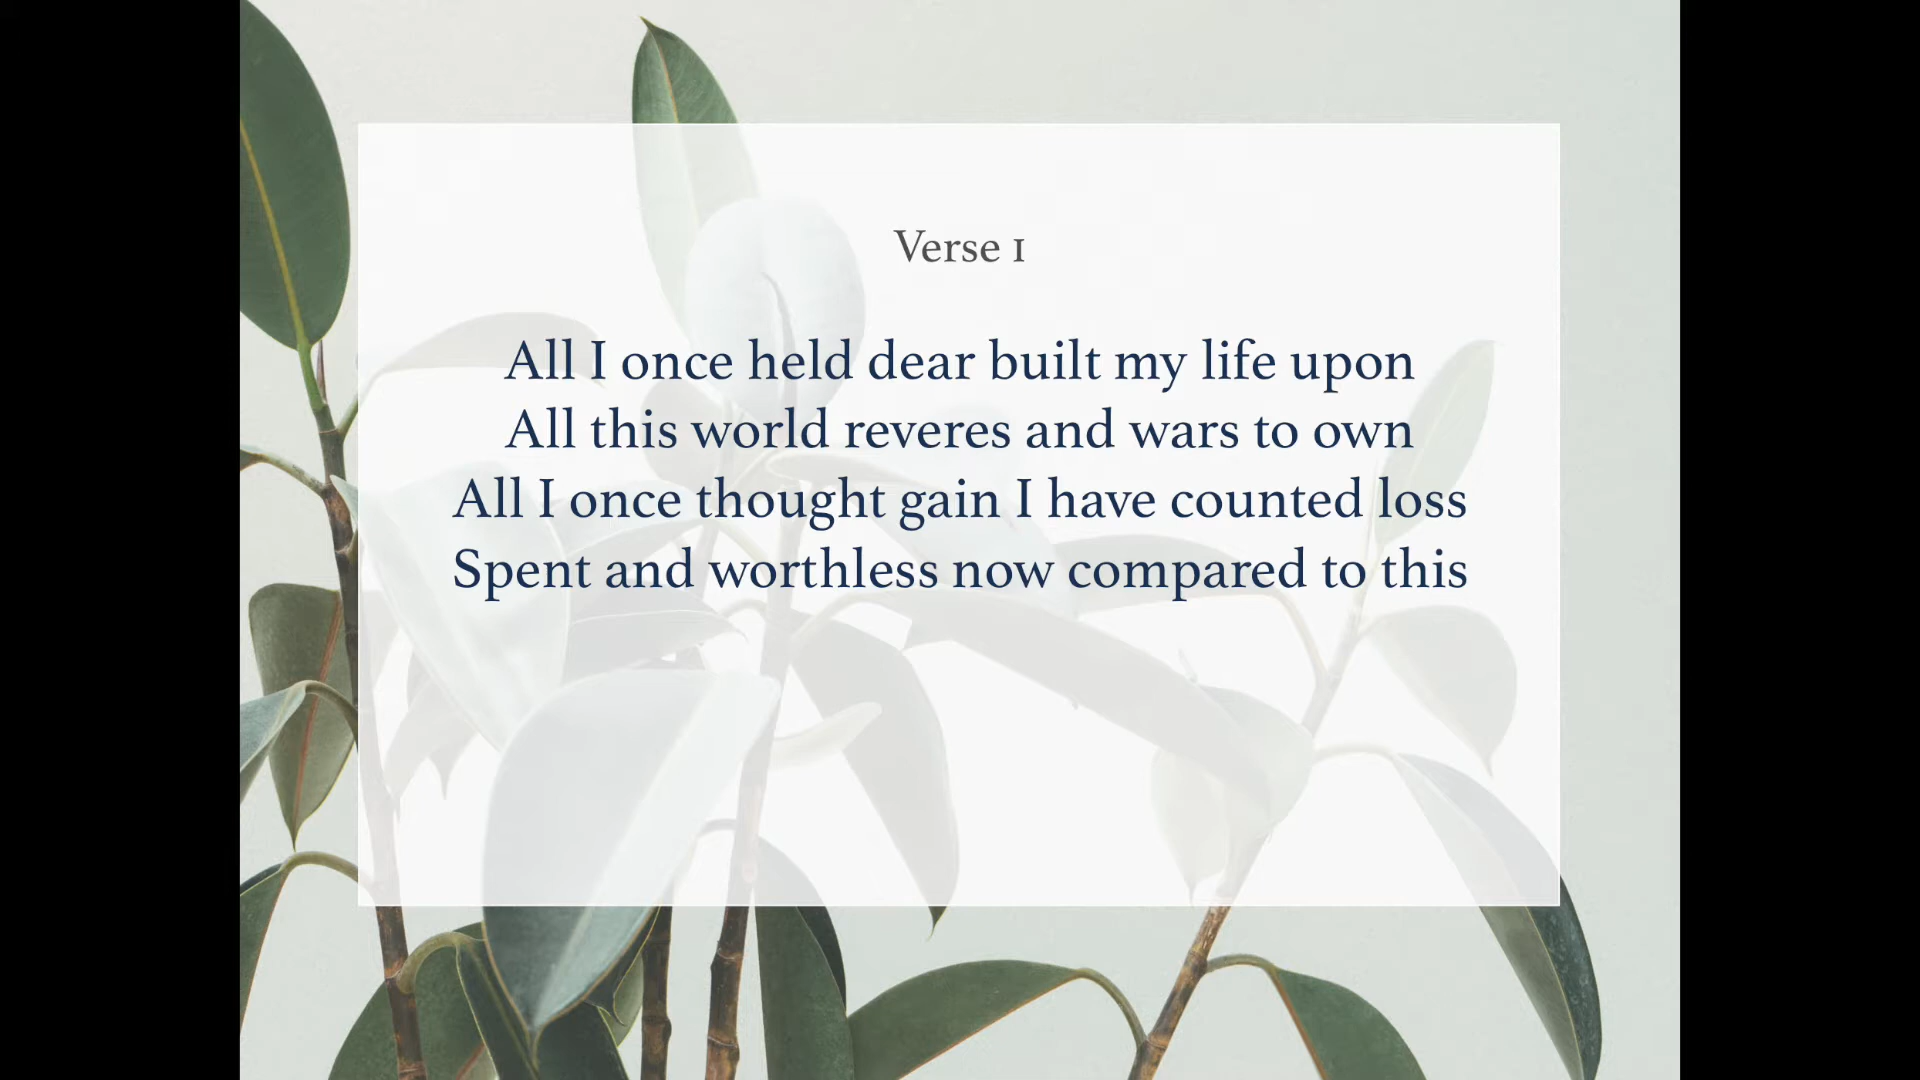 Verse 1
All I once held dear built my life upon
All this world reveres and wars to own
All I once thought gain I have counted loss
Spent and worthless now compared to this